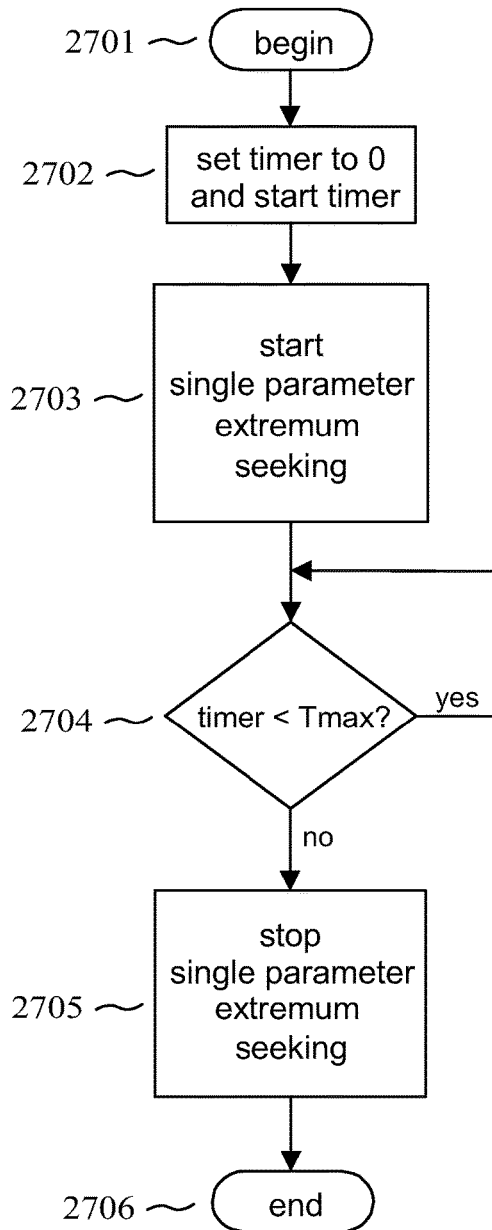 2701
begin
2702
set timer to 0
and start timer
2703
start
single parameter
extremum
seeking
2704
timer < Tmax?
yes
no
2705
stop
single parameter
extremum
seeking
2706
end